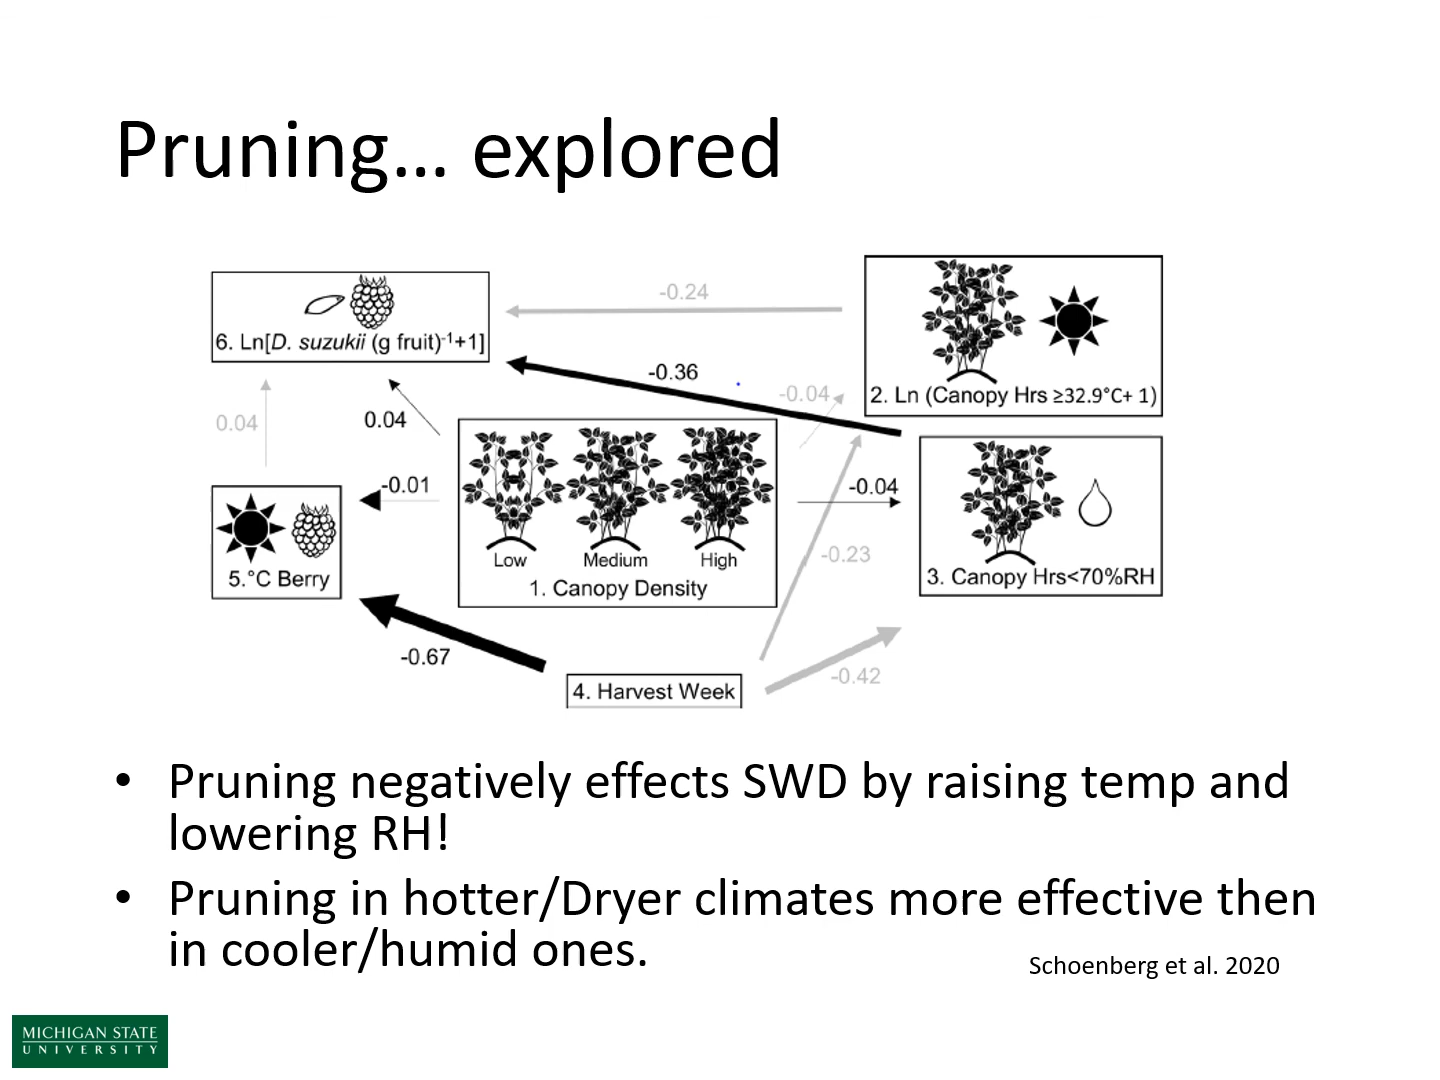 Pruning... explored
-0.24
6. Ln[D. suzukii (g fruit)-1+1]
-0.36
-0.04
2. Ln (Canopy Hrs ≥32.9°C+ 1)
0.04
0.04
-0.01
-0.04
Low
Medium
High
1. Canopy Density
-0.23
5.°C Berry
3. Canopy Hrs<70%RH
-0.67
-0.42
4. Harvest Week
• Pruning negatively effects SWD by raising temp and
lowering RH!
• Pruning in hotter/Dryer climates more effective then
in cooler/humid ones.
Schoenberg et al. 2020
MICHIGAN STATE
UNIVERSITY